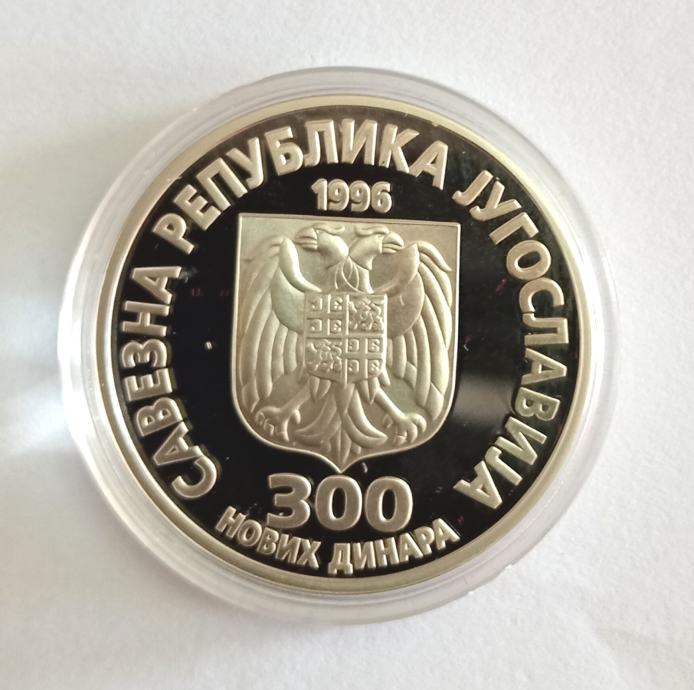 САВЕЗНА РЕПУБЛИКА ЈУГОСЛАВИЈА
1996
300
НОВИХ ДИНАРА